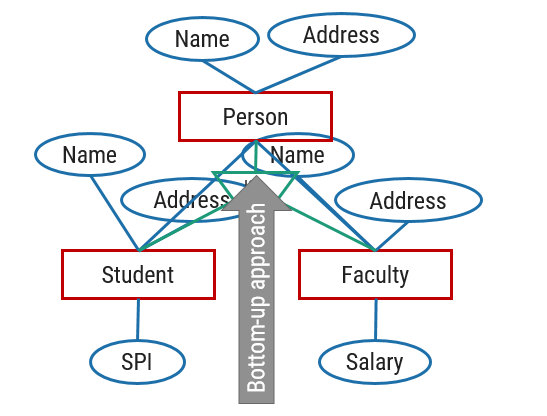 Name
Address
Person
Name
Name
Address
Address
Student
Faculty
Bottom-up approach
SPI
Salary